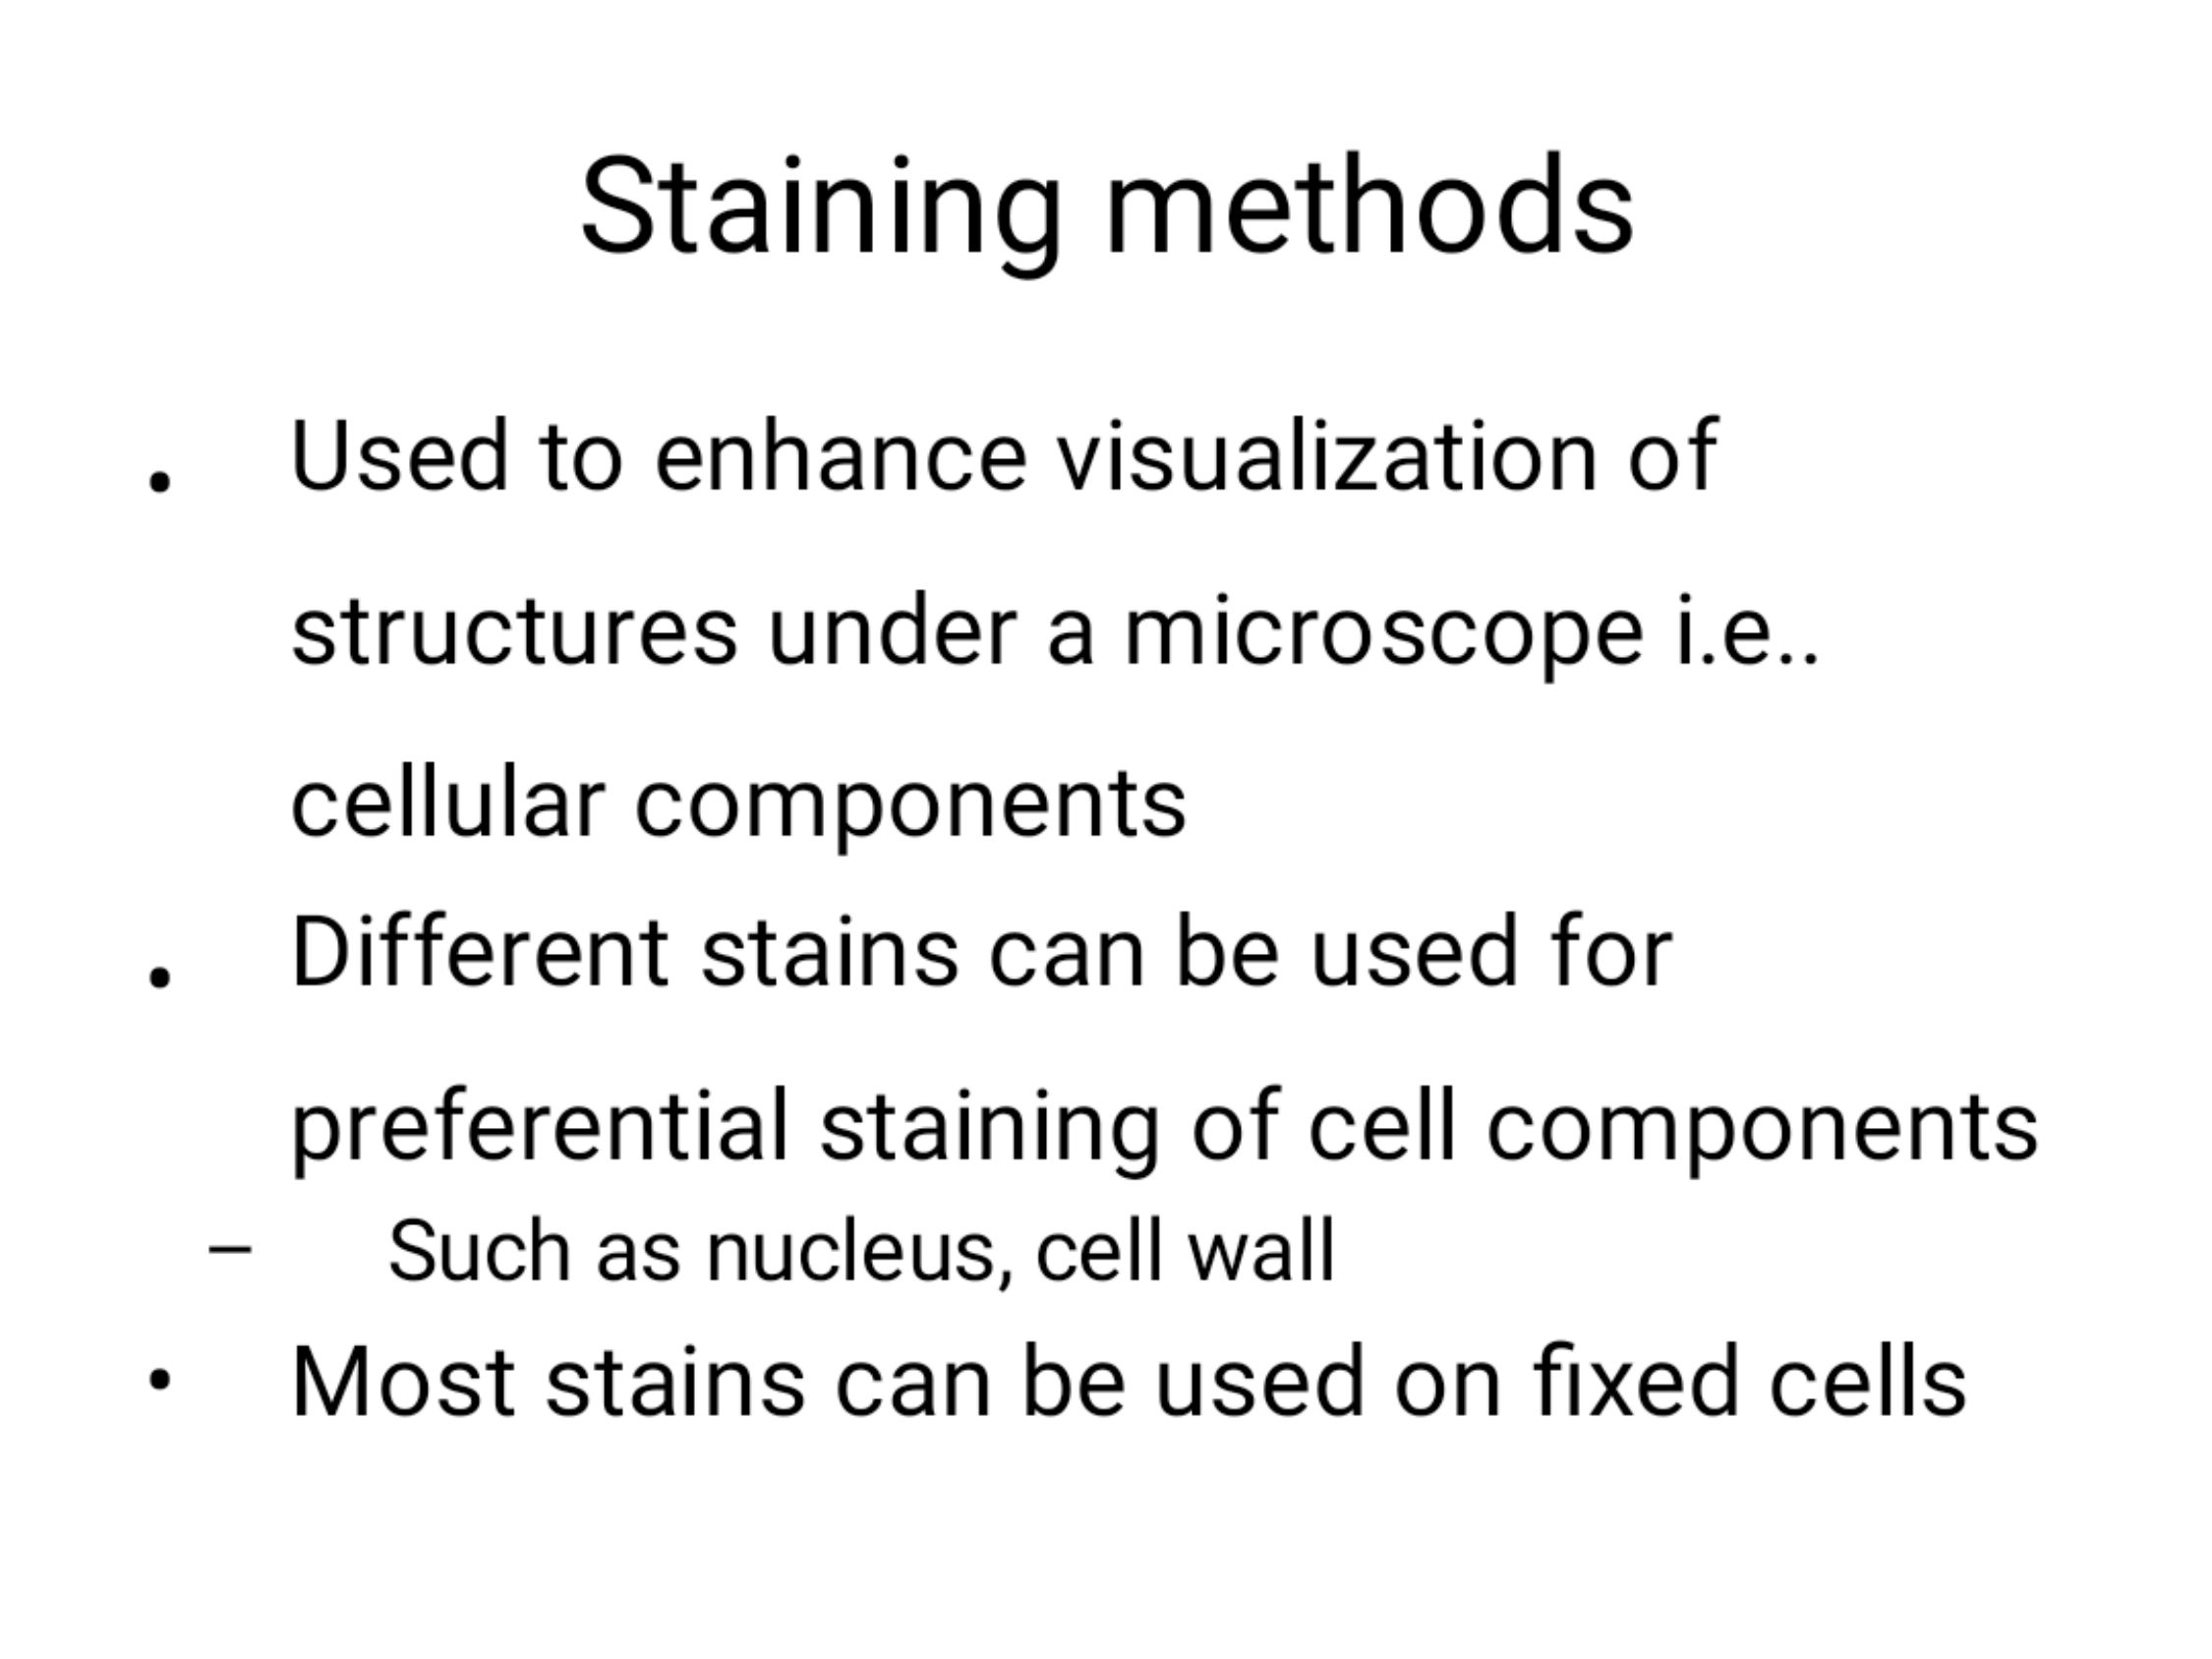 Staining methods
• Used to enhance visualization of
structures under a microscope i.e..
cellular components
• Different stains can be used for
preferential staining of cell components
– Such as nucleus, cell wall
• Most stains can be used on fixed cells